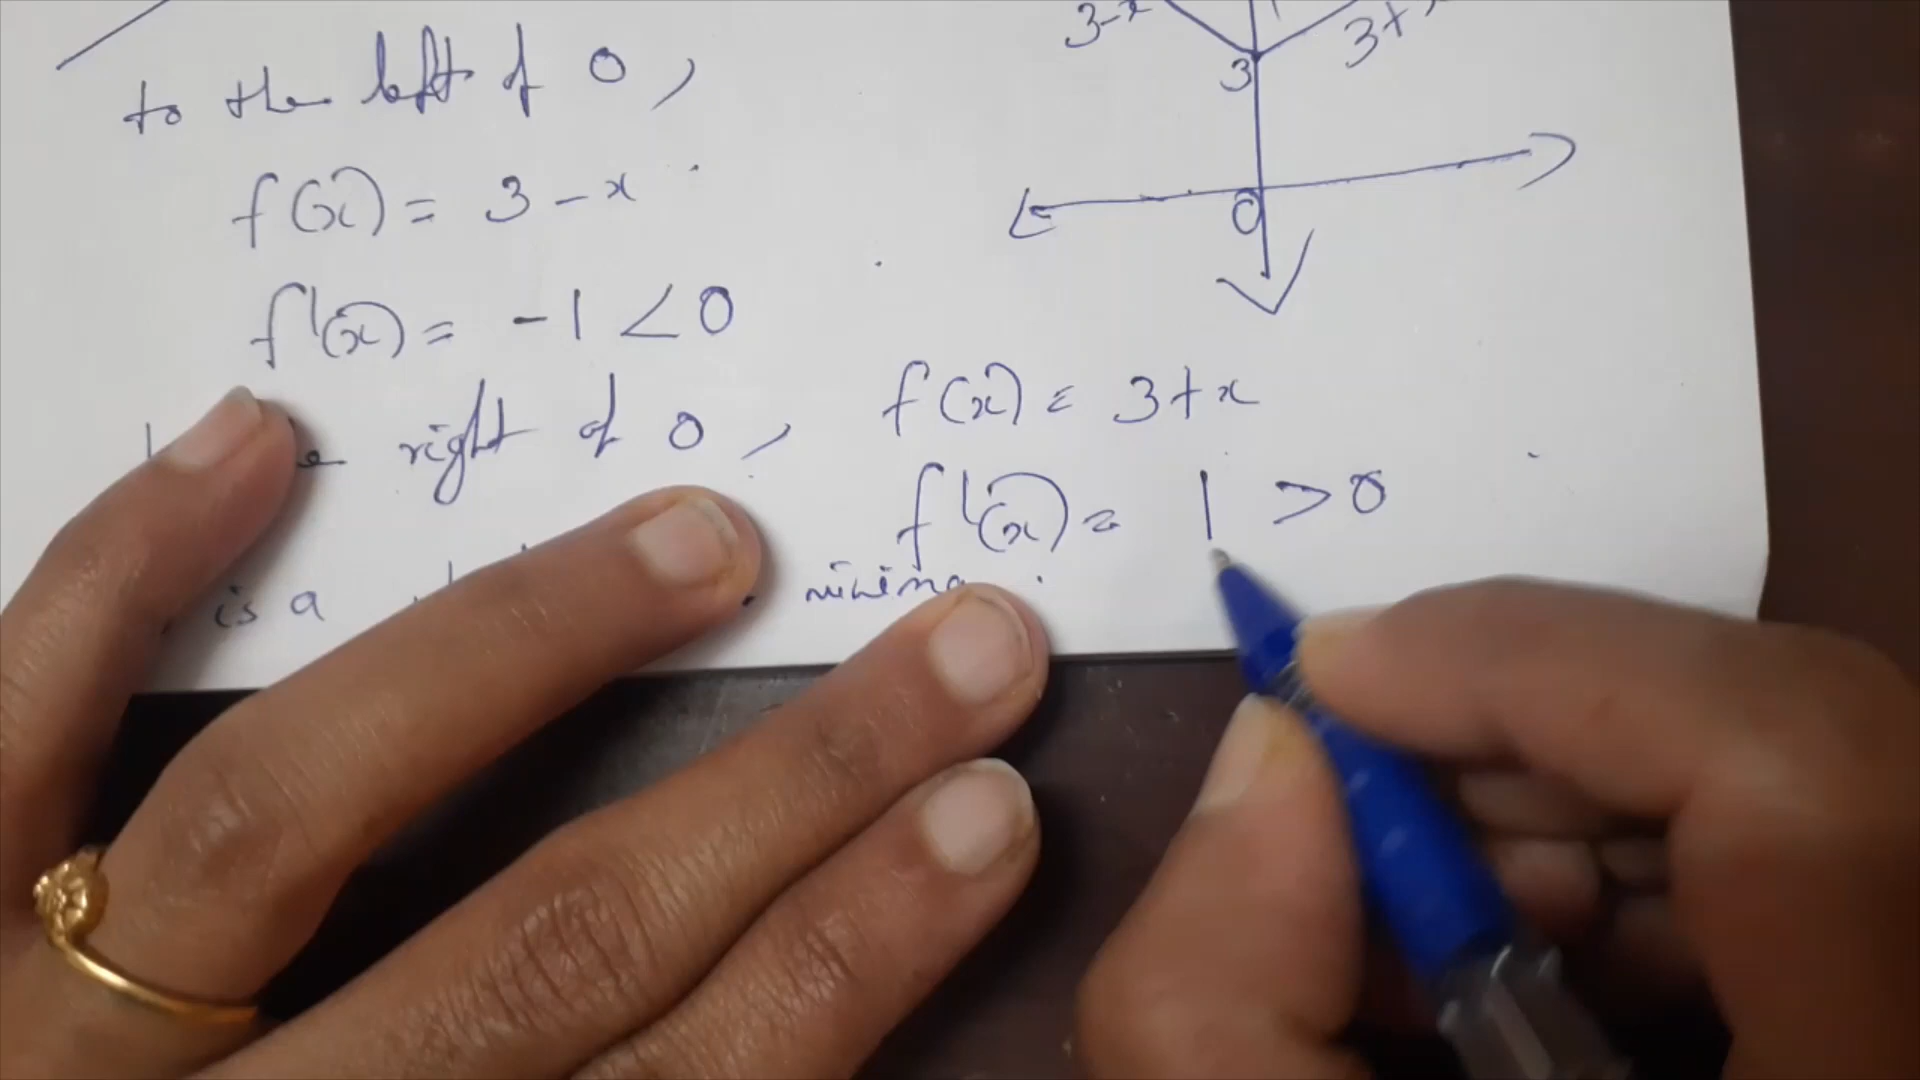 3-x
3+x
3
0
to the left of 0,
f(x) = 3 - x
f'(x) = -1 < 0
right of 0, f(x) = 3 + x
f'(x) = 1 > 0
is a